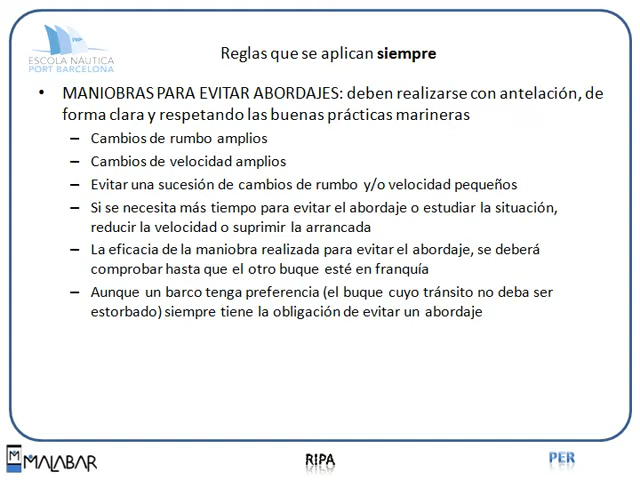 ESCOLA NÀUTICA
PORT BARCELONA
Reglas que se aplican siempre
• MANIOBRAS PARA EVITAR ABORDAJES: deben realizarse con antelación, de
forma clara y respetando las buenas prácticas marineras
– Cambios de rumbo amplios
– Cambios de velocidad amplios
– Evitar una sucesión de cambios de rumbo y/o velocidad pequeños
– Si se necesita más tiempo para evitar el abordaje o estudiar la situación,
reducir la velocidad o suprimir la arrancada
– La eficacia de la maniobra realizada para evitar el abordaje, se deberá
comprobar hasta que el otro buque esté en franquía
– Aunque un barco tenga preferencia (el buque cuyo tránsito no deba ser
estorbado) siempre tiene la obligación de evitar un abordaje
M MALABAR
RIPA
PER